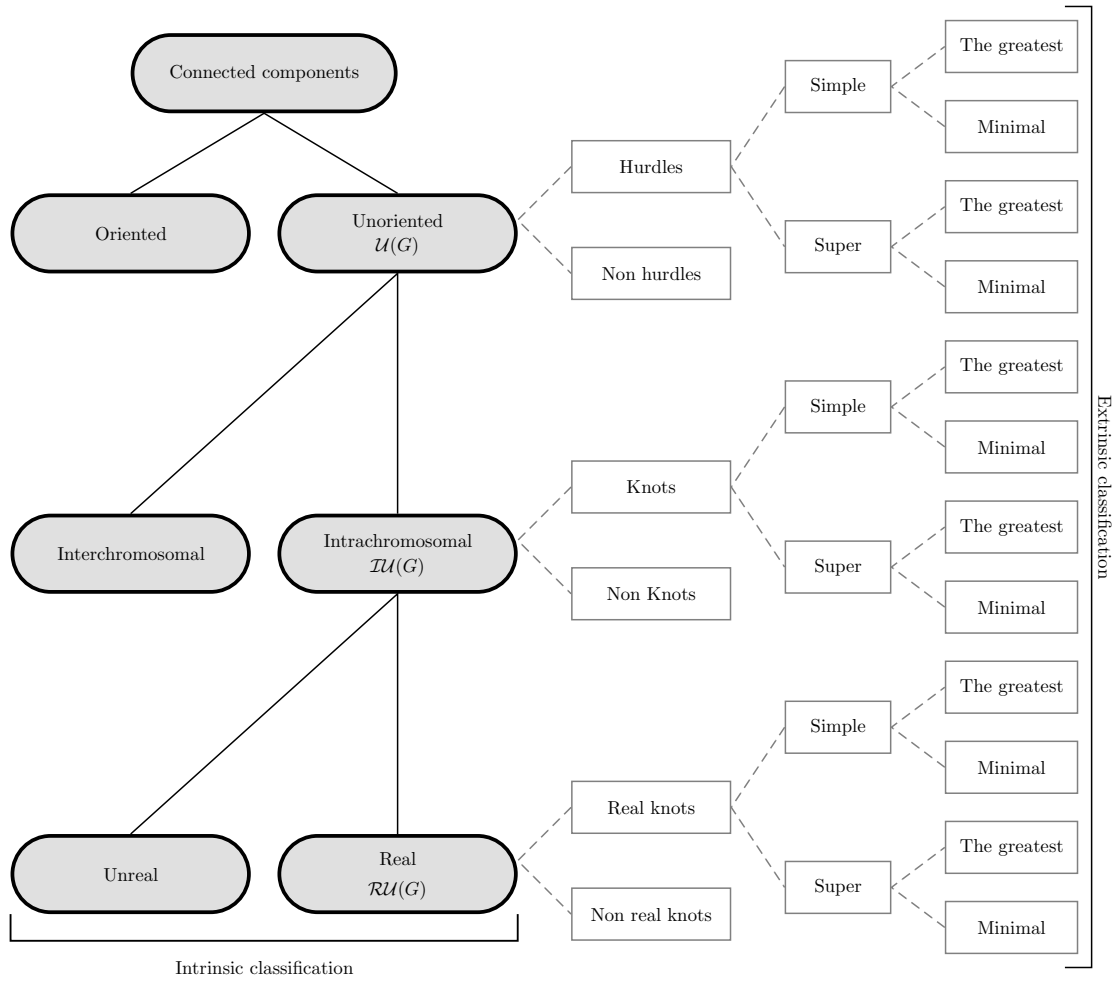 Connected components
Oriented
Unoriented
𝒰(G)
Hurdles
Non hurdles
Simple
Super
The greatest
Minimal
The greatest
Minimal
Interchromosomal
Intrachromosomal
ℐ𝒰(G)
Knots
Non Knots
Simple
Super
The greatest
Minimal
The greatest
Minimal
Unreal
Real
ℛ𝒰(G)
Real knots
Non real knots
Simple
Super
The greatest
Minimal
The greatest
Minimal
Intrinsic classification
Extrinsic classification